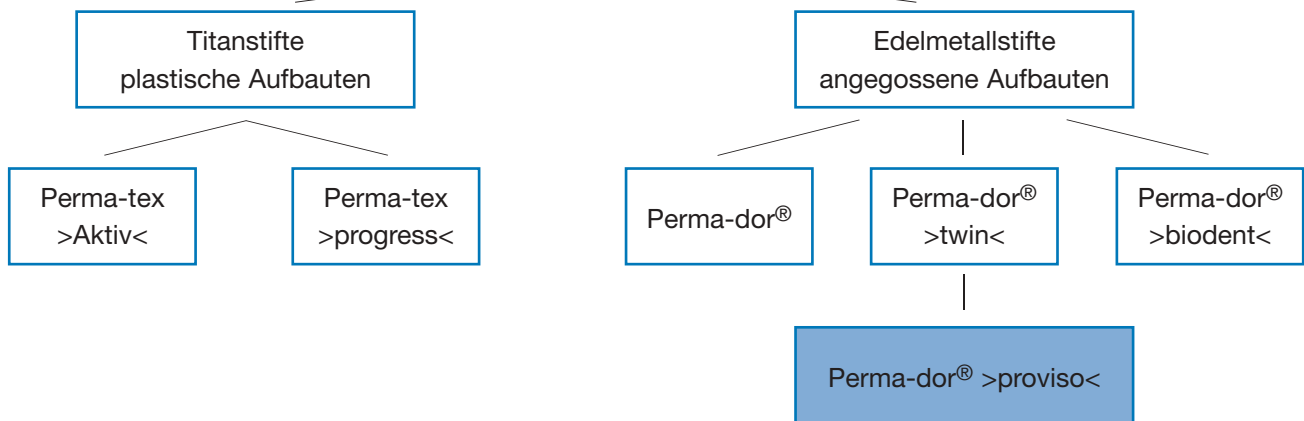 Titanstifte
plastische Aufbauten
Edelmetallstifte
angegossene Aufbauten
Perma-tex
>Aktiv<
Perma-tex
>progress<
Perma-dor®
Perma-dor®
>twin<
Perma-dor®
>biodent<
Perma-dor® >proviso<